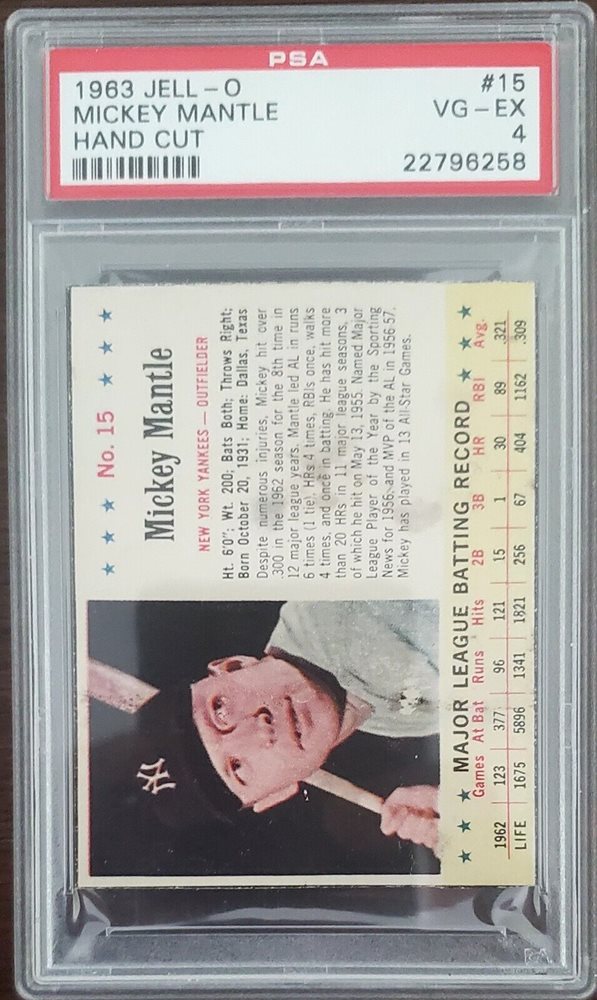 PSA
1963 JELL-O #15
MICKEY MANTLE VG-EX
HAND CUT 4
22796258
★ ★ ★ No. 15 ★ ★ ★
Mickey Mantle
NEW YORK YANKEES — OUTFIELDER
Ht. 6'0"; Wt. 200; Bats Both; Throws Right;
Born October 20, 1931; Home: Dallas, Texas
Despite numerous injuries, Mickey hit over
.300 in the 1962 season for the 8th time in
12 major league years. Mantle led AL in runs
6 times (1 tie), HRs 4 times, RBIs once, walks
4 times, and once in batting. He has hit more
than 20 HRs in 11 major league seasons, 3
of which he hit on May 13, 1955. Named Major
League Player of the Year by the Sporting
News for 1956 and MVP of the AL in 1956-57,
Mickey has played in 13 All-Star Games.
NY
★ ★ ★ MAJOR LEAGUE BATTING RECORD ★ ★ ★
Games At Bat Runs Hits 2B 3B HR RBI Avg.
1962 123 377 96 121 15 1 30 89 .321
LIFE 1675 5896 1341 1821 256 67 404 1162 .309